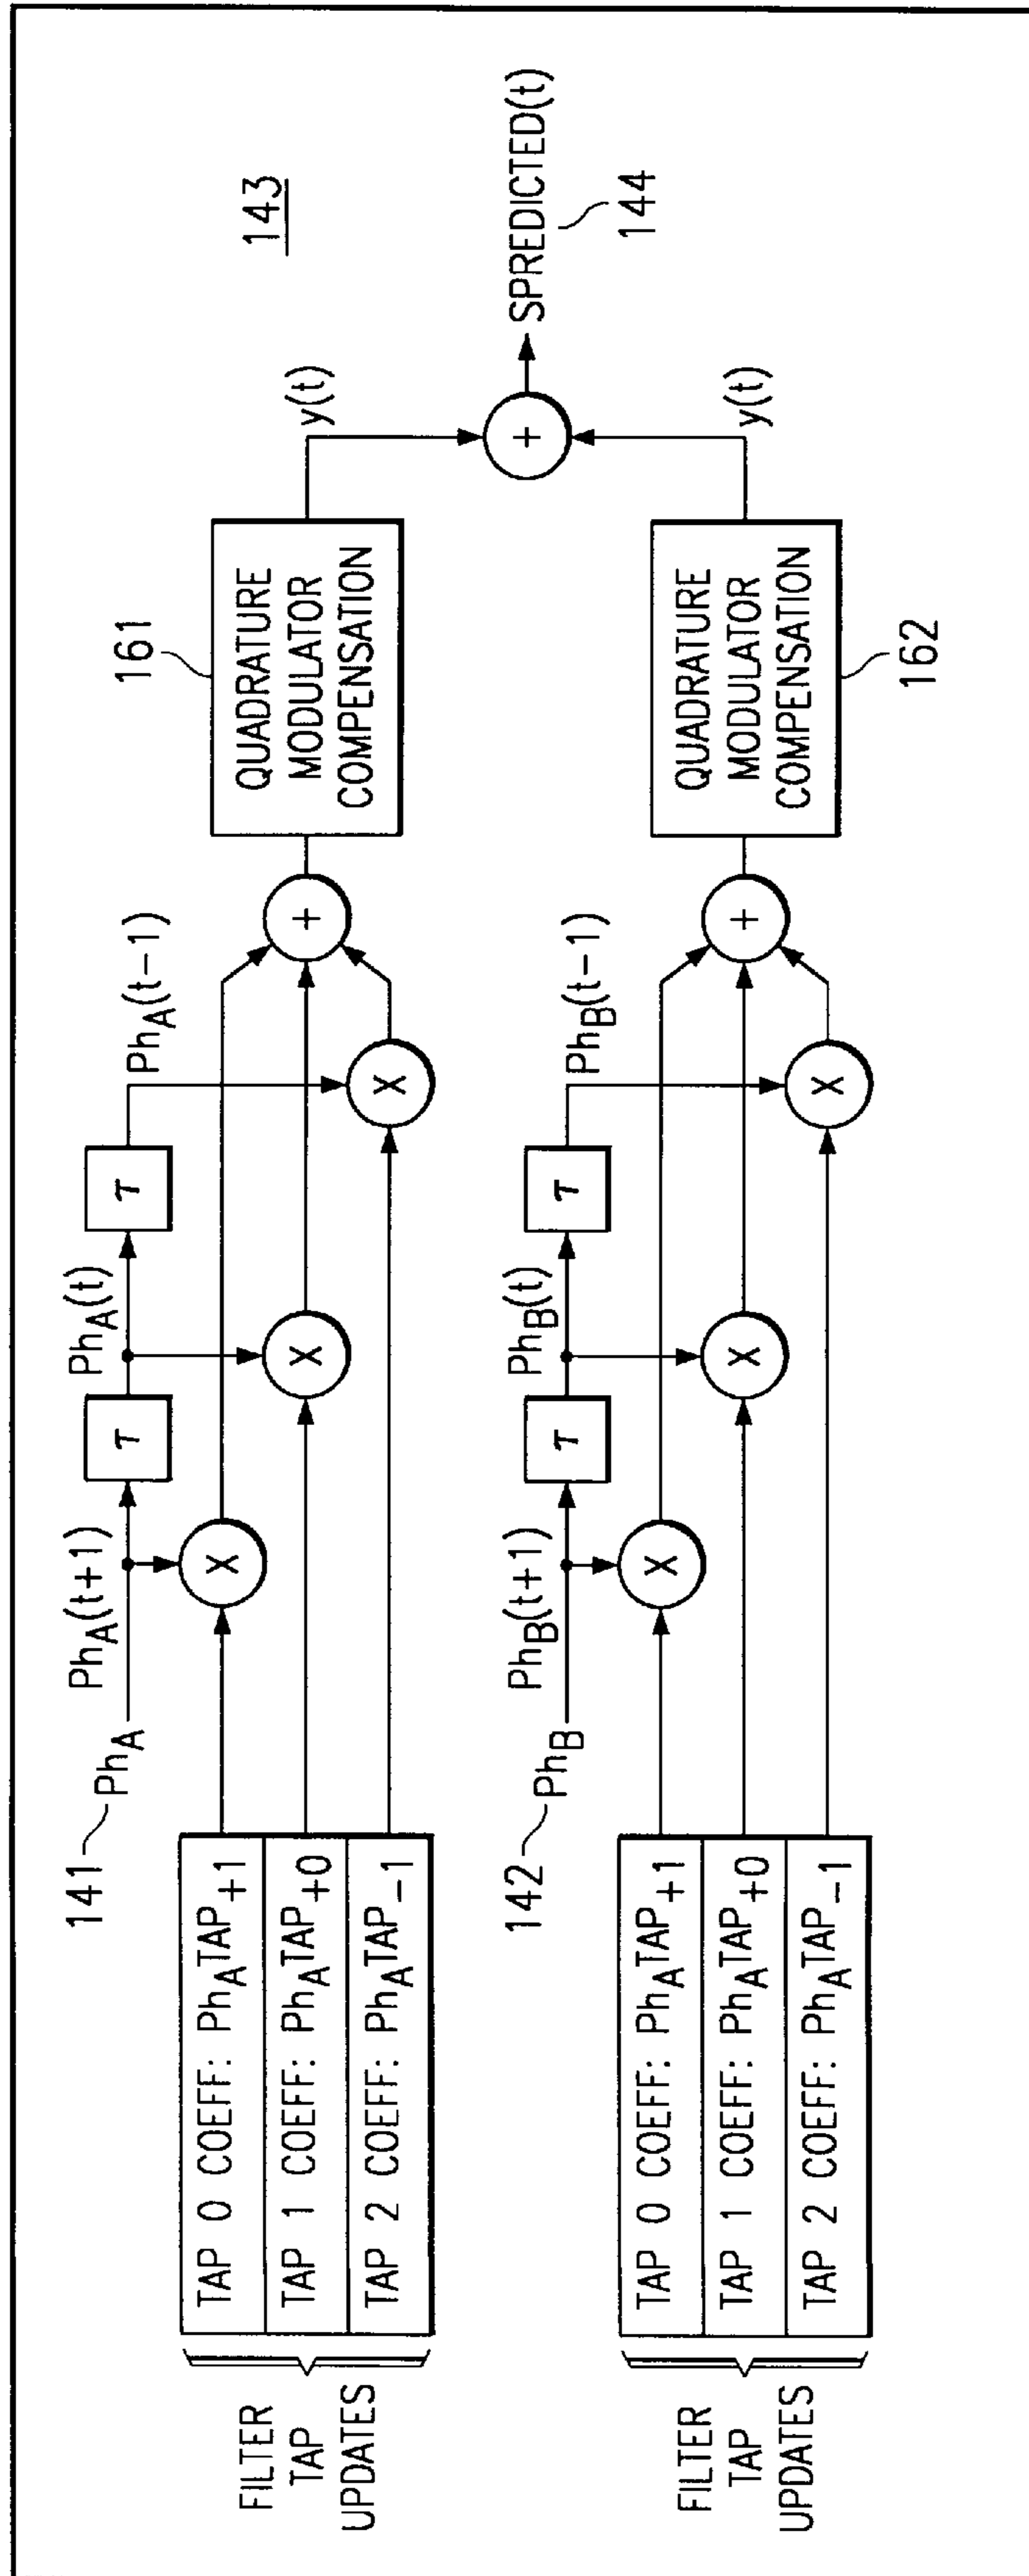 143
141
PhA
PhA(t+1)
τ
PhA(t)
τ
PhA(t-1)
FILTER
TAP
UPDATES
TAP 0 COEFF: PhATAP+1
TAP 1 COEFF: PhATAP+0
TAP 2 COEFF: PhATAP-1
X
X
X
+
161
QUADRATURE
MODULATOR
COMPENSATION
y(t)
+
SPREDICTED(t)
144
142
PhB
PhB(t+1)
τ
PhB(t)
τ
PhB(t-1)
FILTER
TAP
UPDATES
TAP 0 COEFF: PhATAP+1
TAP 1 COEFF: PhATAP+0
TAP 2 COEFF: PhATAP-1
X
X
X
+
QUADRATURE
MODULATOR
COMPENSATION
162
y(t)